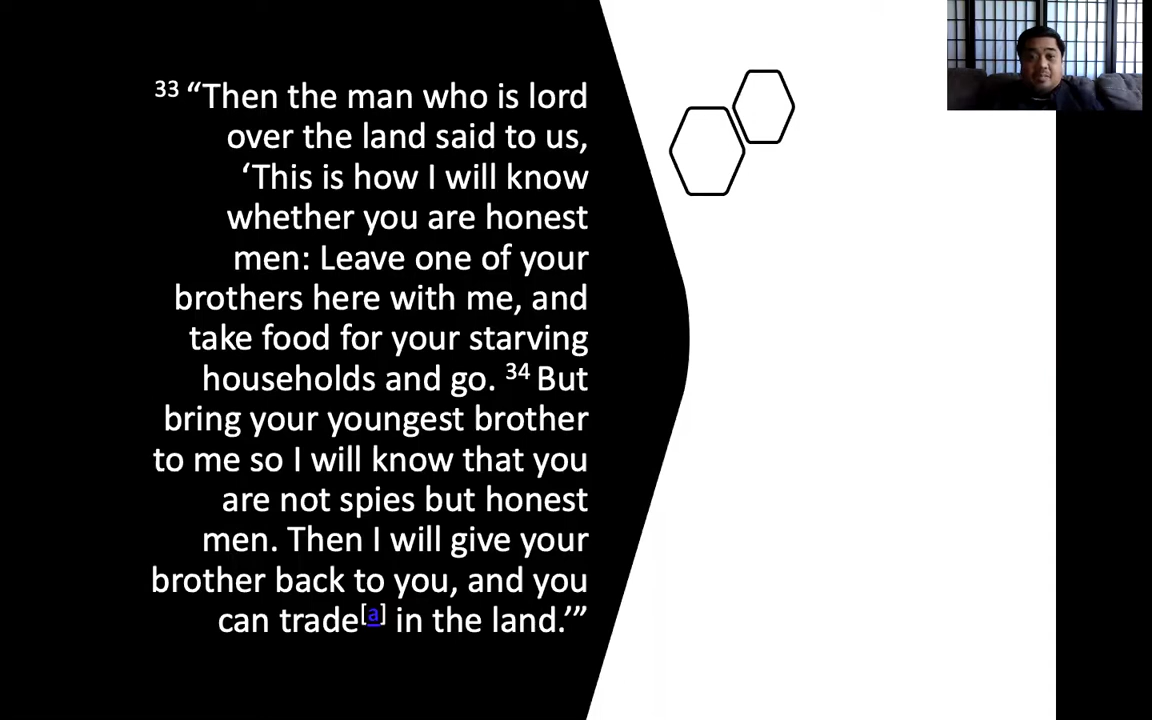 33 “Then the man who is lord
over the land said to us,
‘This is how I will know
whether you are honest
men: Leave one of your
brothers here with me, and
take food for your starving
households and go. 34 But
bring your youngest brother
to me so I will know that you
are not spies but honest
men. Then I will give your
brother back to you, and you
can trade[a] in the land.’”